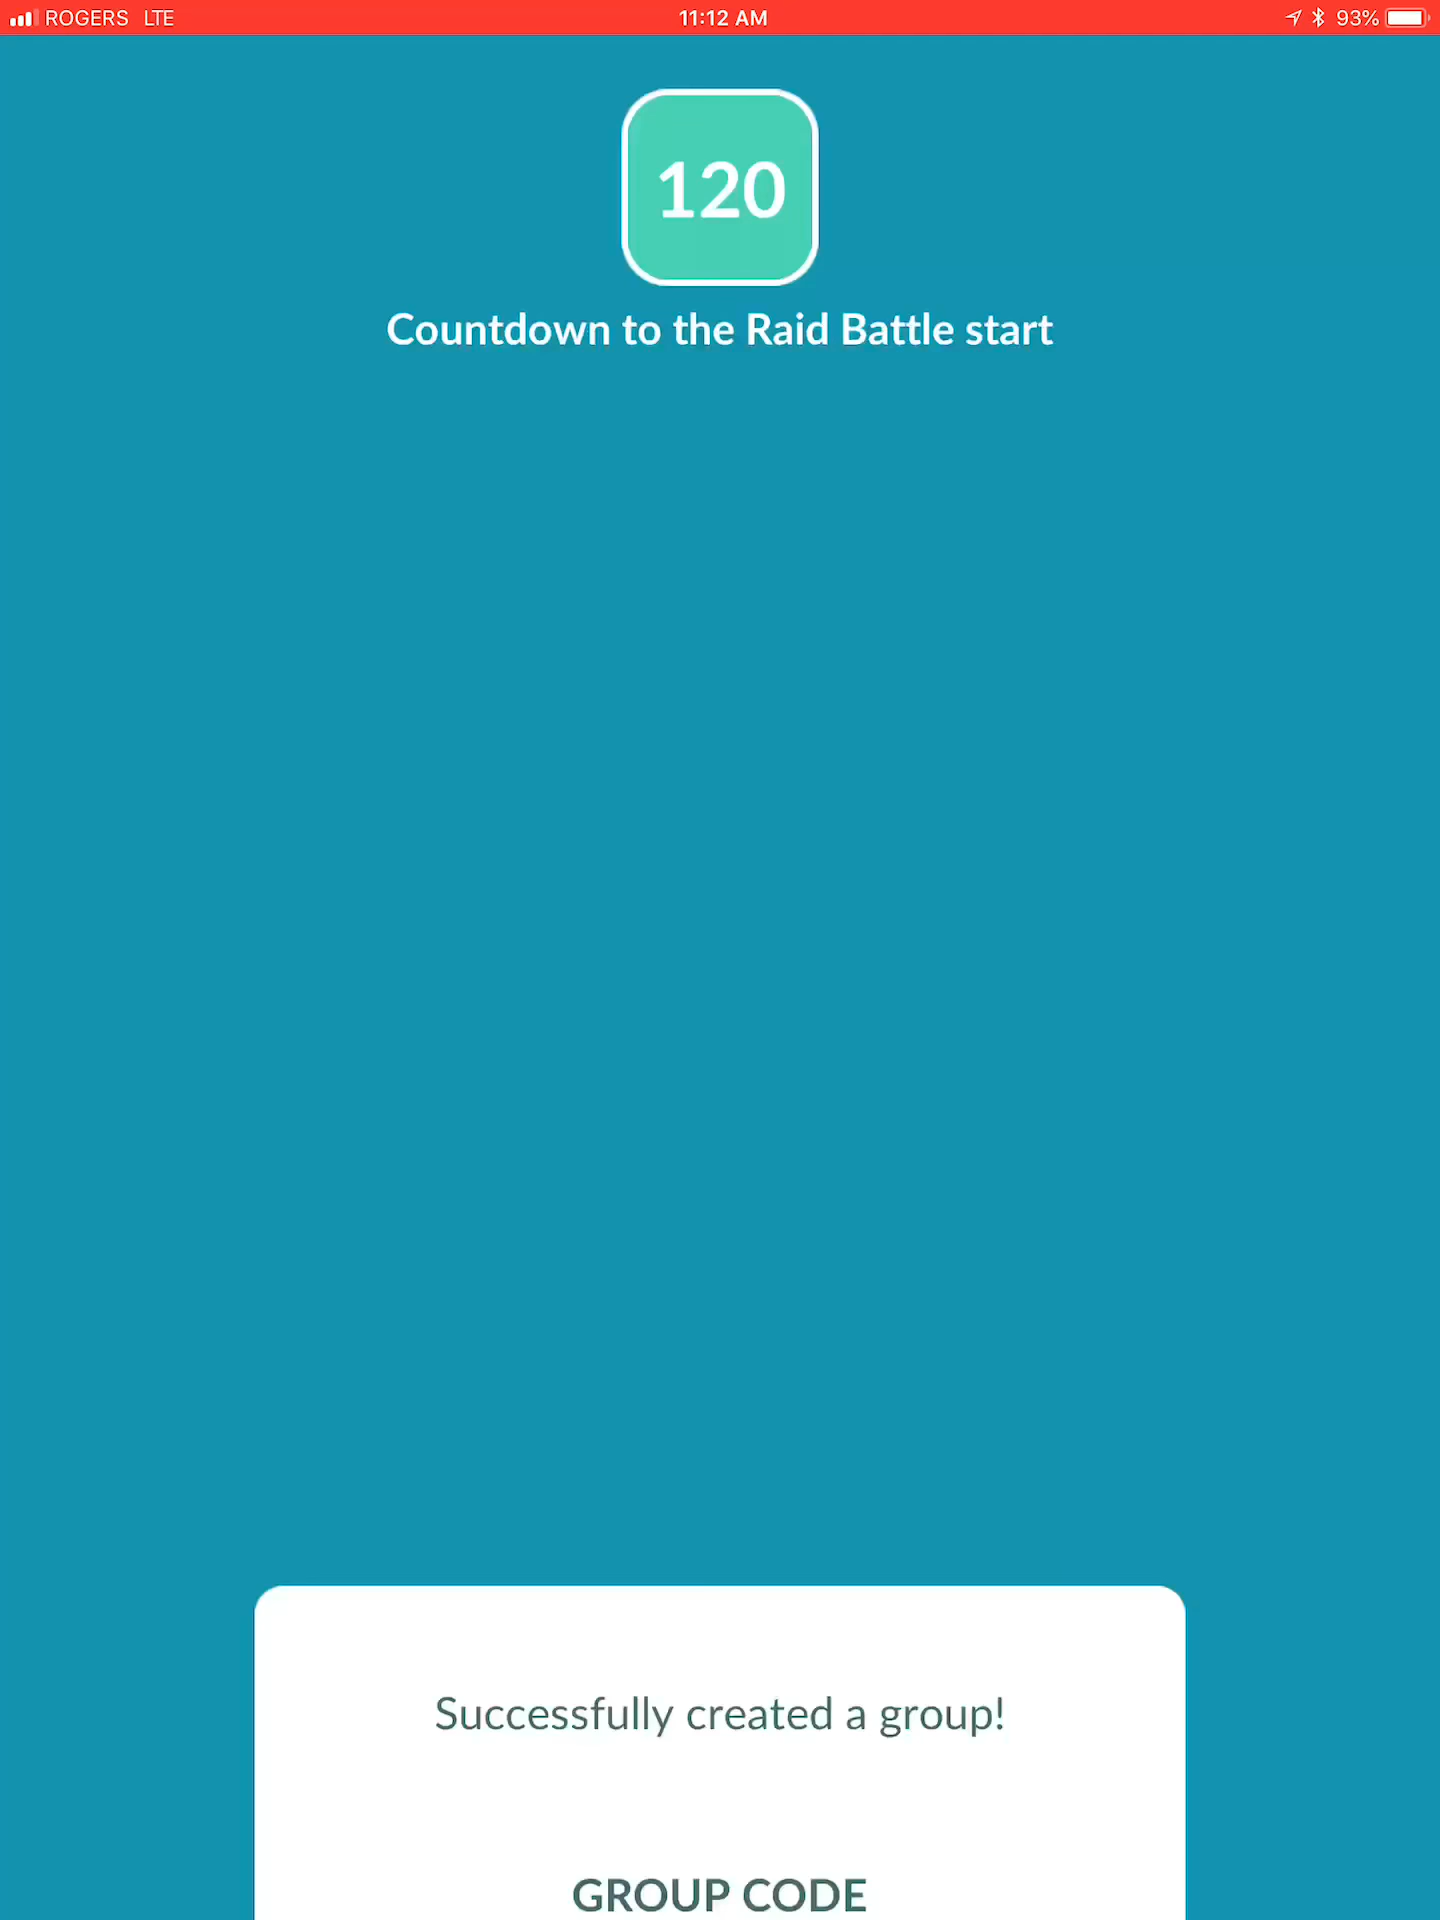 ROGERS LTE 11:12 AM 93%
120
Countdown to the Raid Battle start
Successfully created a group!
GROUP CODE